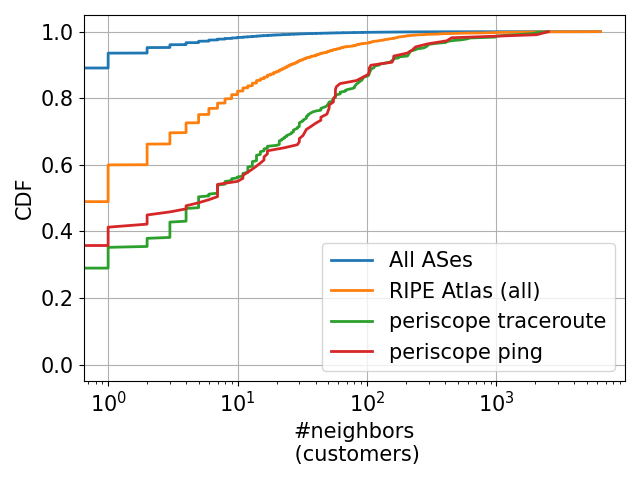 1.0
0.8
0.6
0.4
0.2
0.0
CDF
10^0
10^1
10^2
10^3
#neighbors
(customers)
All ASes
RIPE Atlas (all)
periscope traceroute
periscope ping